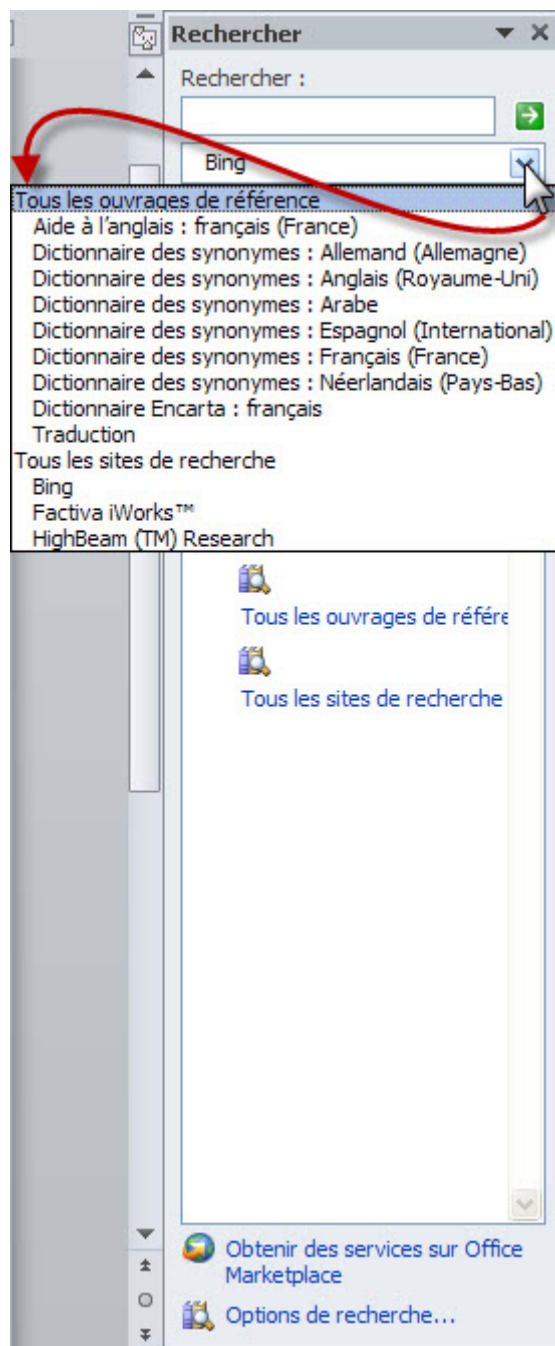 Rechercher
Rechercher :
Bing
Tous les ouvrages de référence
Aide à l'anglais : français (France)
Dictionnaire des synonymes : Allemand (Allemagne)
Dictionnaire des synonymes : Anglais (Royaume-Uni)
Dictionnaire des synonymes : Arabe
Dictionnaire des synonymes : Espagnol (International)
Dictionnaire des synonymes : Français (France)
Dictionnaire des synonymes : Néerlandais (Pays-Bas)
Dictionnaire Encarta : français
Traduction
Tous les sites de recherche
Bing
Factiva iWorks™
HighBeam (TM) Research
Tous les ouvrages de référe
Tous les sites de recherche
Obtenir des services sur Office
Marketplace
Options de recherche...